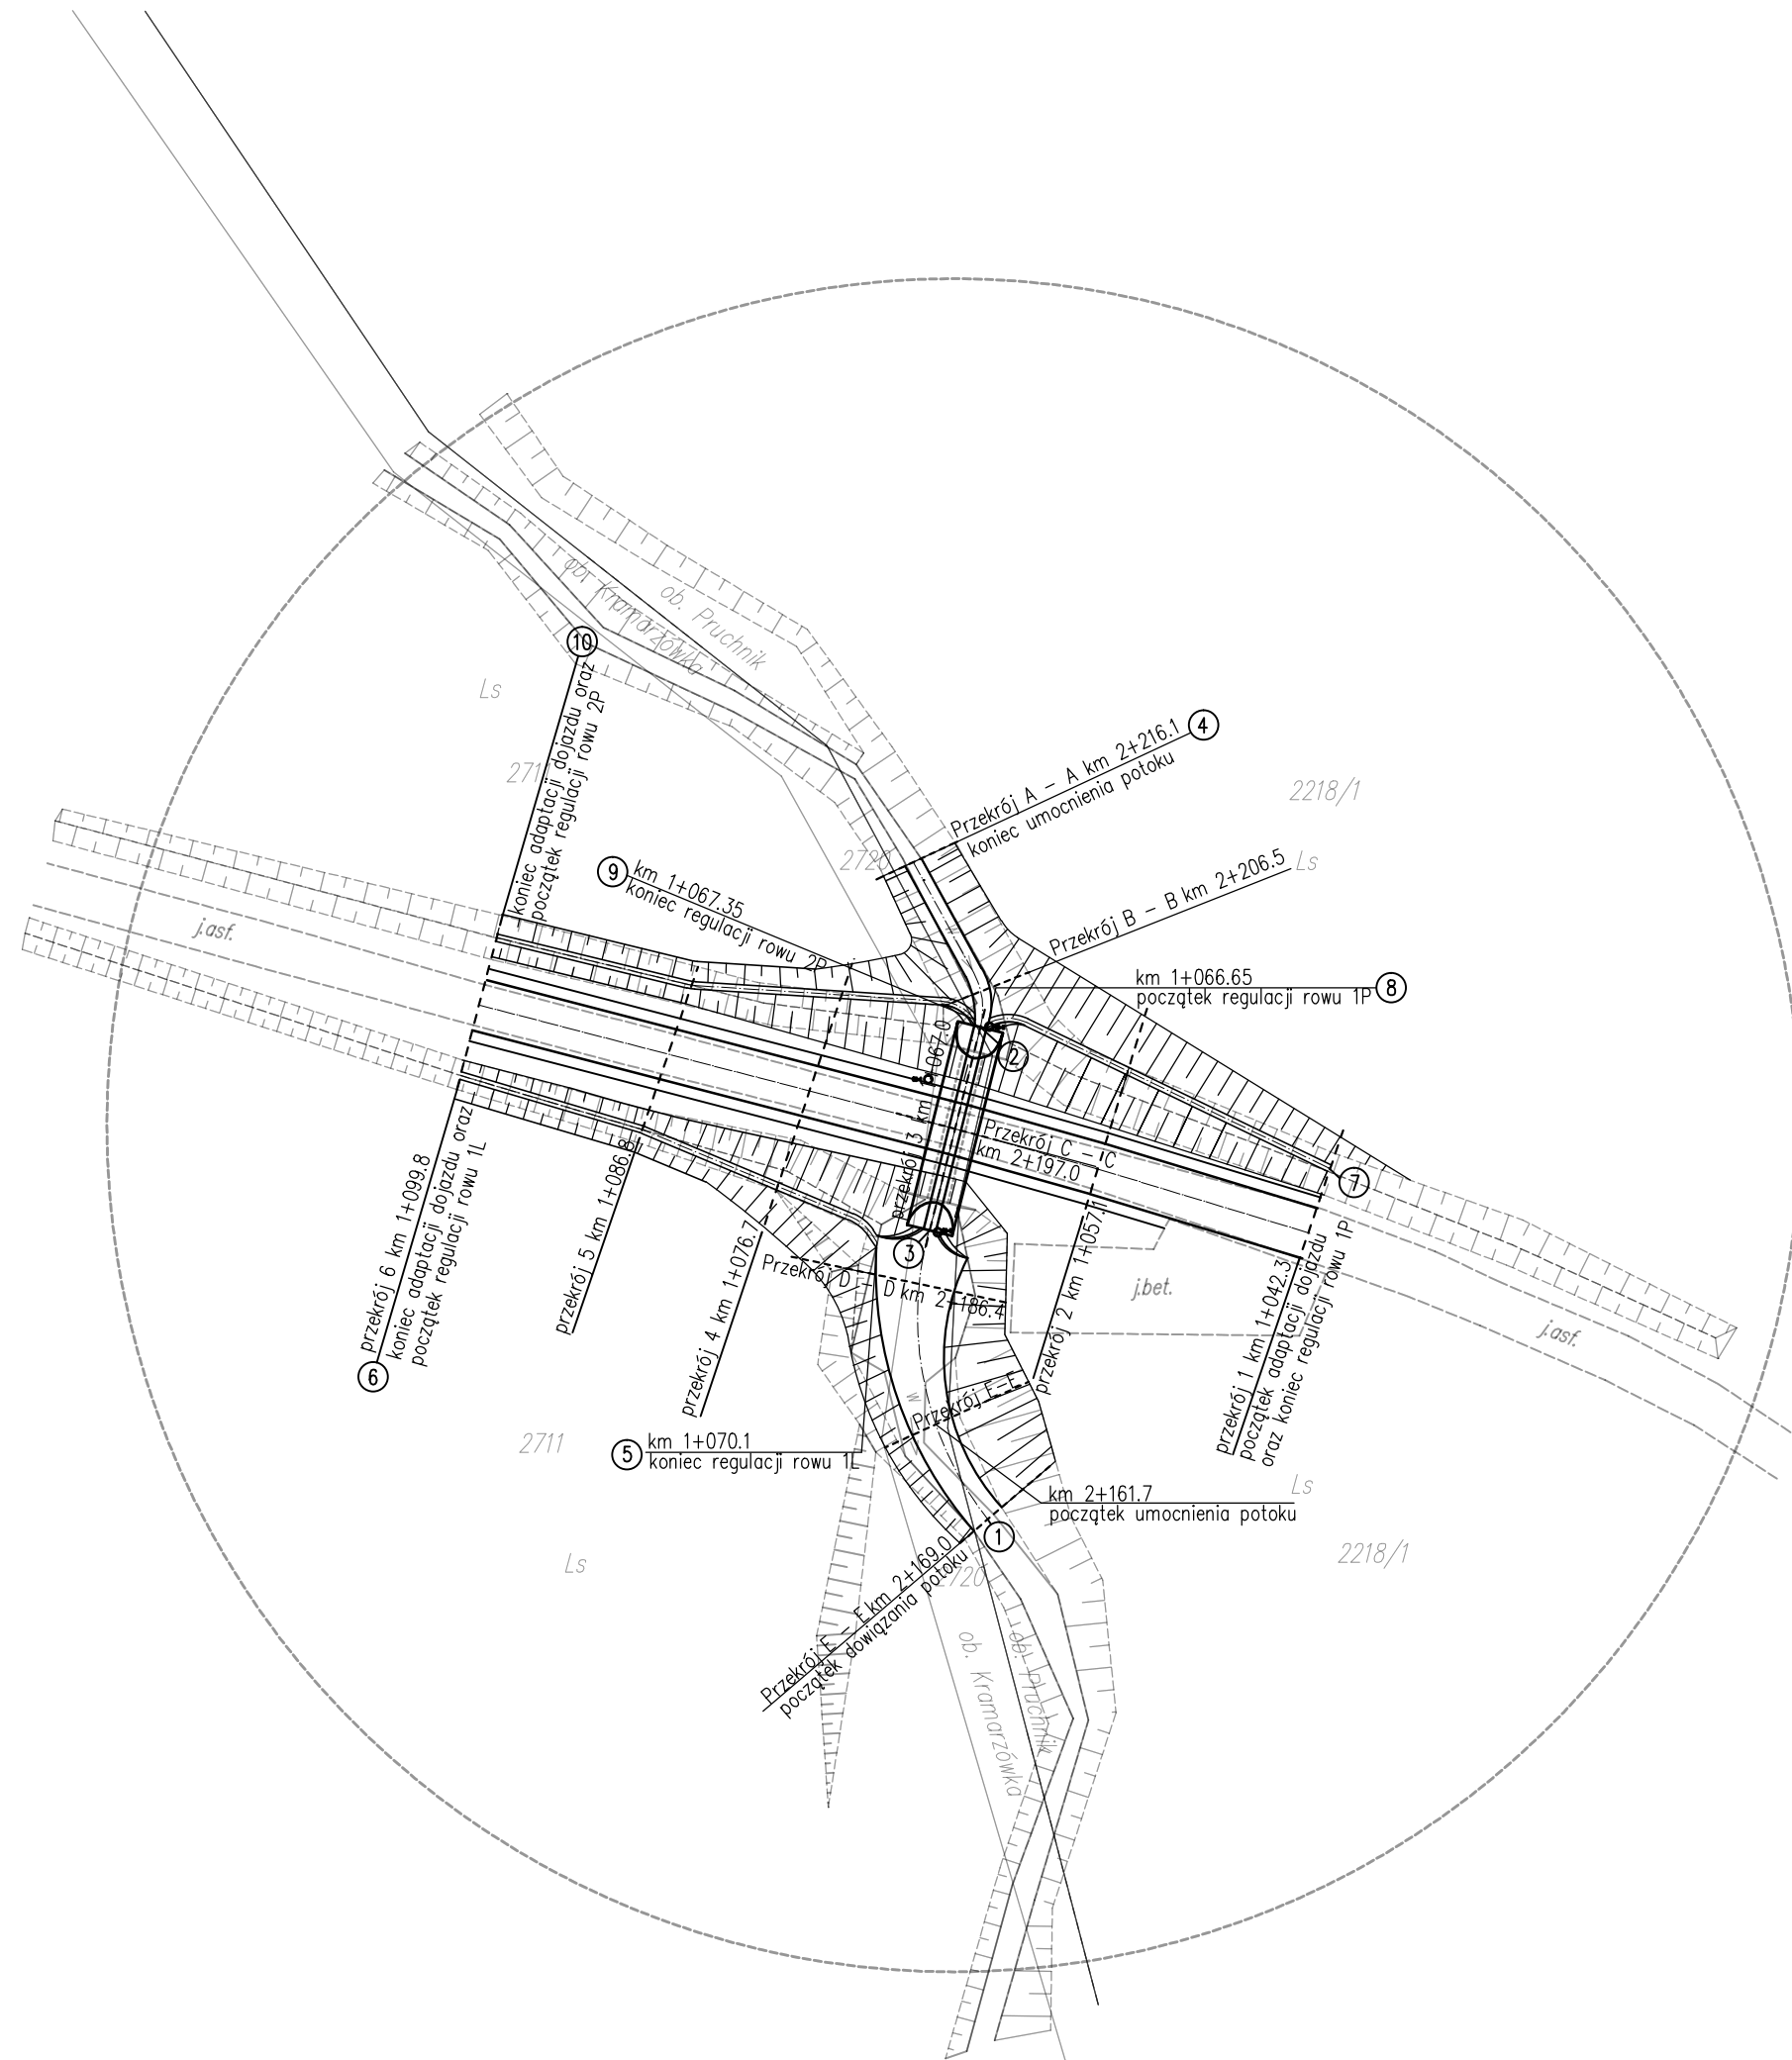 ob. Kramarzówka
ob. Pruchnik
10
koniec adaptacji dojazdu oraz
początek regulacji rowu 2P
Ls
271
4
Przekrój A - A km 2+216.1
koniec umocnienia potoku
2218/1
2720
Przekrój B - B km 2+206.5
Ls
9
km 1+067.35
koniec regulacji rowu 2P
j.asf.
km 1+066.65
początek regulacji rowu 1P
8
2
przekrój 3 km 1+067.0
Przekrój C - C
km 2+197.0
7
3
przekrój 6 km 1+099.8
koniec adaptacji dojazdu oraz
początek regulacji rowu 1L
6
przekrój 5 km 1+086.8
przekrój 4 km 1+076.7
Przekrój D - D km 2+186.4
przekrój 2 km 1+057.
j.bet.
przekrój 1 km 1+042.3
początek adaptacji dojazdu
oraz koniec regulacji rowu 1P
j.asf.
w
Przekrój E-E
2711
5
km 1+070.1
koniec regulacji rowu 1L
km 2+161.7
początek umocnienia potoku
Ls
1
2218/1
Ls
Przekrój E - E km 2+169.0
początek dowiązania potoku
2720
ob. Kramarzówka
ob. Pruchnik